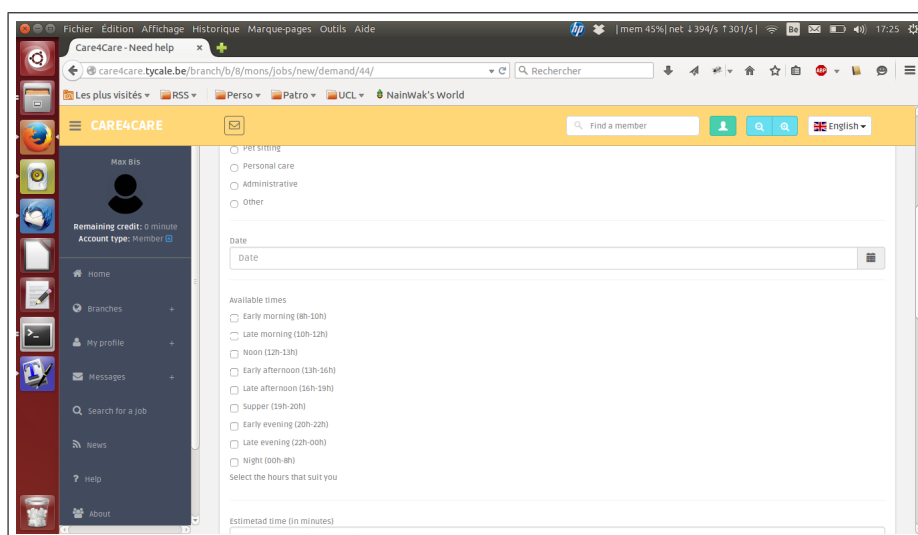 Fichier Édition Affichage Historique Marque-pages Outils Aide
hp | mem 45%| net ↓394/s ↑301/s | Be 17:25
Care4Care - Need help
care4care.tycale.be/branch/b/8/mons/jobs/new/demand/44/
Rechercher
ABP
Les plus visités RSS Perso Patro UCL NainWak's World
CARE4CARE
Find a member
English
Max Bis
Remaining credit: 0 minute
Account type: Member
Home
Branches +
My profile +
Messages +
Search for a job
News
Help
About
Pet sitting
Personal care
Administrative
Other
Date
Date
Available times
Early morning (8h-10h)
Late morning (10h-12h)
Noon (12h-13h)
Early afternoon (13h-16h)
Late afternoon (16h-19h)
Supper (19h-20h)
Early evening (20h-22h)
Late evening (22h-00h)
Night (00h-8h)
Select the hours that suit you
Estimetad time (in minutes)